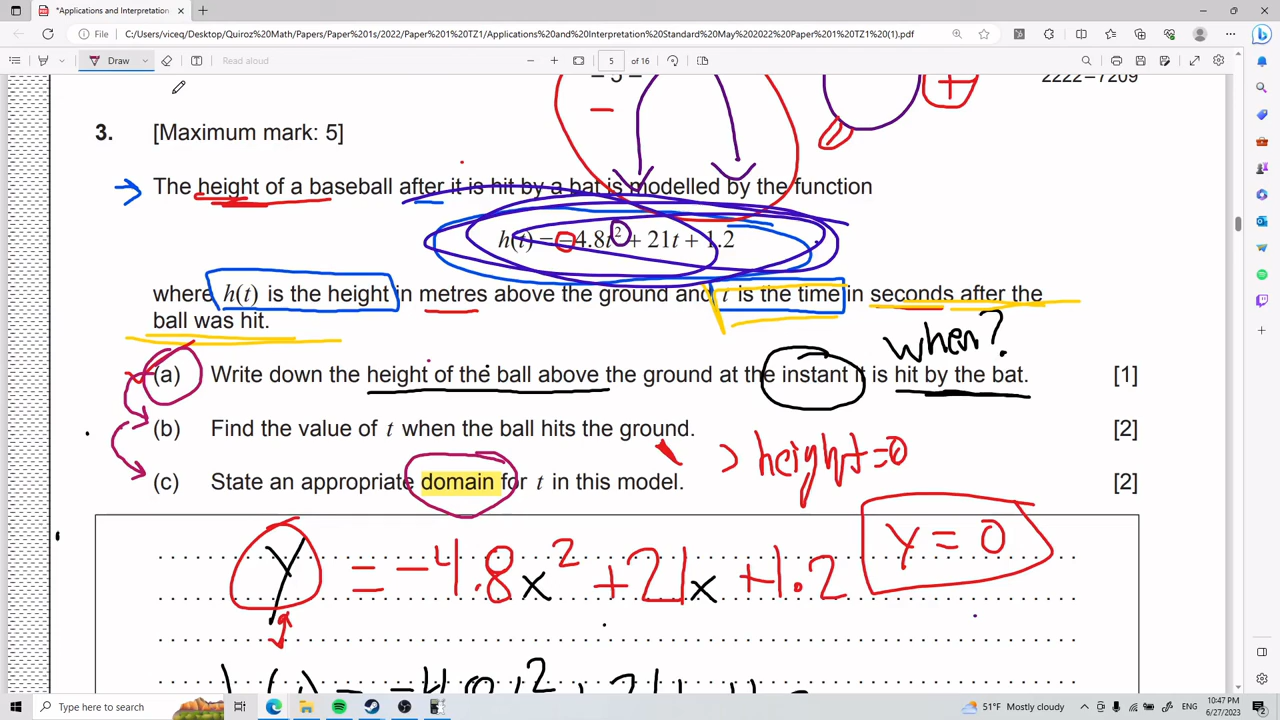 *Applications and Interpretation
File
C:/Users/viceq/Desktop/Quiroz%20Math/Papers/Paper%201s/2022/Paper%201%20TZ1/Applications%20and%20Interpretation%20Standard%20May%202022%20Paper%201%20TZ1%20(1).pdf
Draw
Read aloud
5 of 16
– 5 –
2222 – 7209
3. [Maximum mark: 5]
The height of a baseball after it is hit by a bat is modelled by the function
h(t) = −4.8t² + 21t + 1.2
where h(t) is the height in metres above the ground and t is the time in seconds after the
ball was hit.
when?
(a) Write down the height of the ball above the ground at the instant it is hit by the bat. [1]
(b) Find the value of t when the ball hits the ground. [2]
height=0
(c) State an appropriate domain for t in this model. [2]
y = 0
y = -4.8x² + 21x + 1.2
Type here to search
51°F Mostly cloudy
10:47 PM
6/27/2023